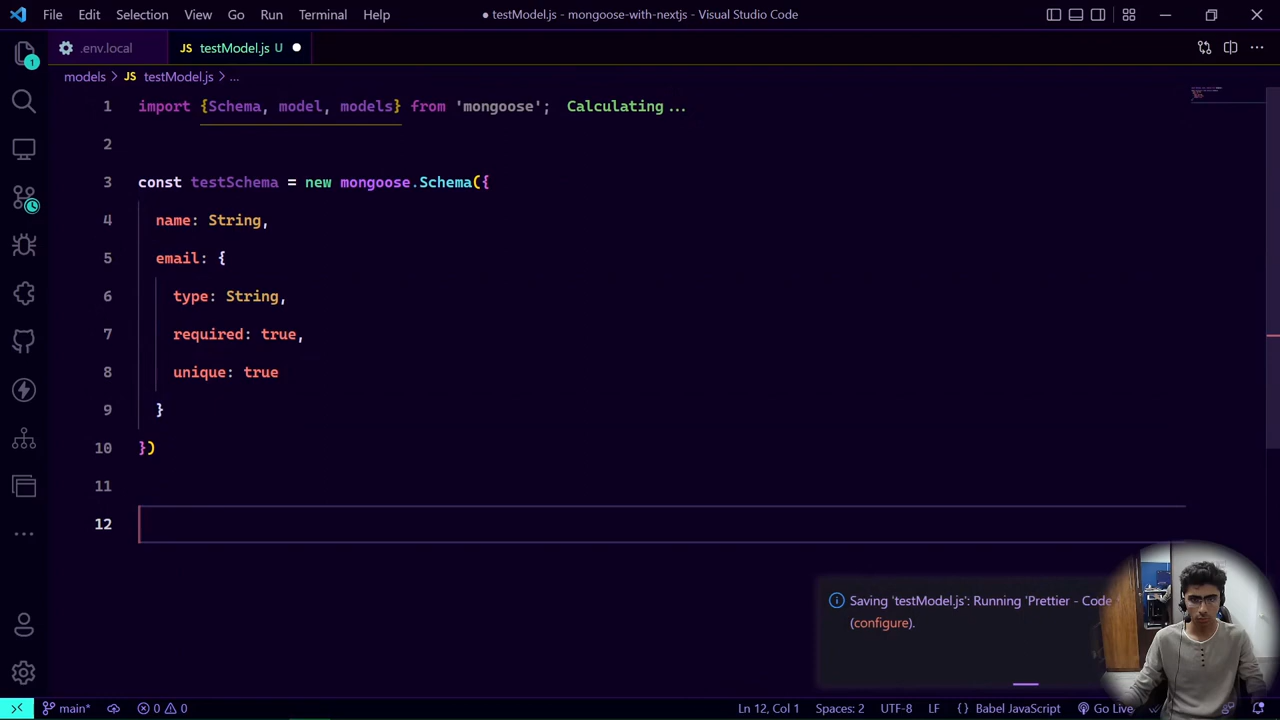 File Edit Selection View Go Run Terminal Help
● testModel.js - mongoose-with-nextjs - Visual Studio Code
.env.local
JS testModel.js U
models > JS testModel.js > ...
1 import {Schema, model, models} from 'mongoose'; Calculating...
2
3 const testSchema = new mongoose.Schema({
4 name: String,
5 email: {
6 type: String,
7 required: true,
8 unique: true
9 }
10 })
11
12
1
Saving 'testModel.js': Running 'Prettier - Code
(configure).
main* 0 0 Ln 12, Col 1 Spaces: 2 UTF-8 LF {} Babel JavaScript Go Live